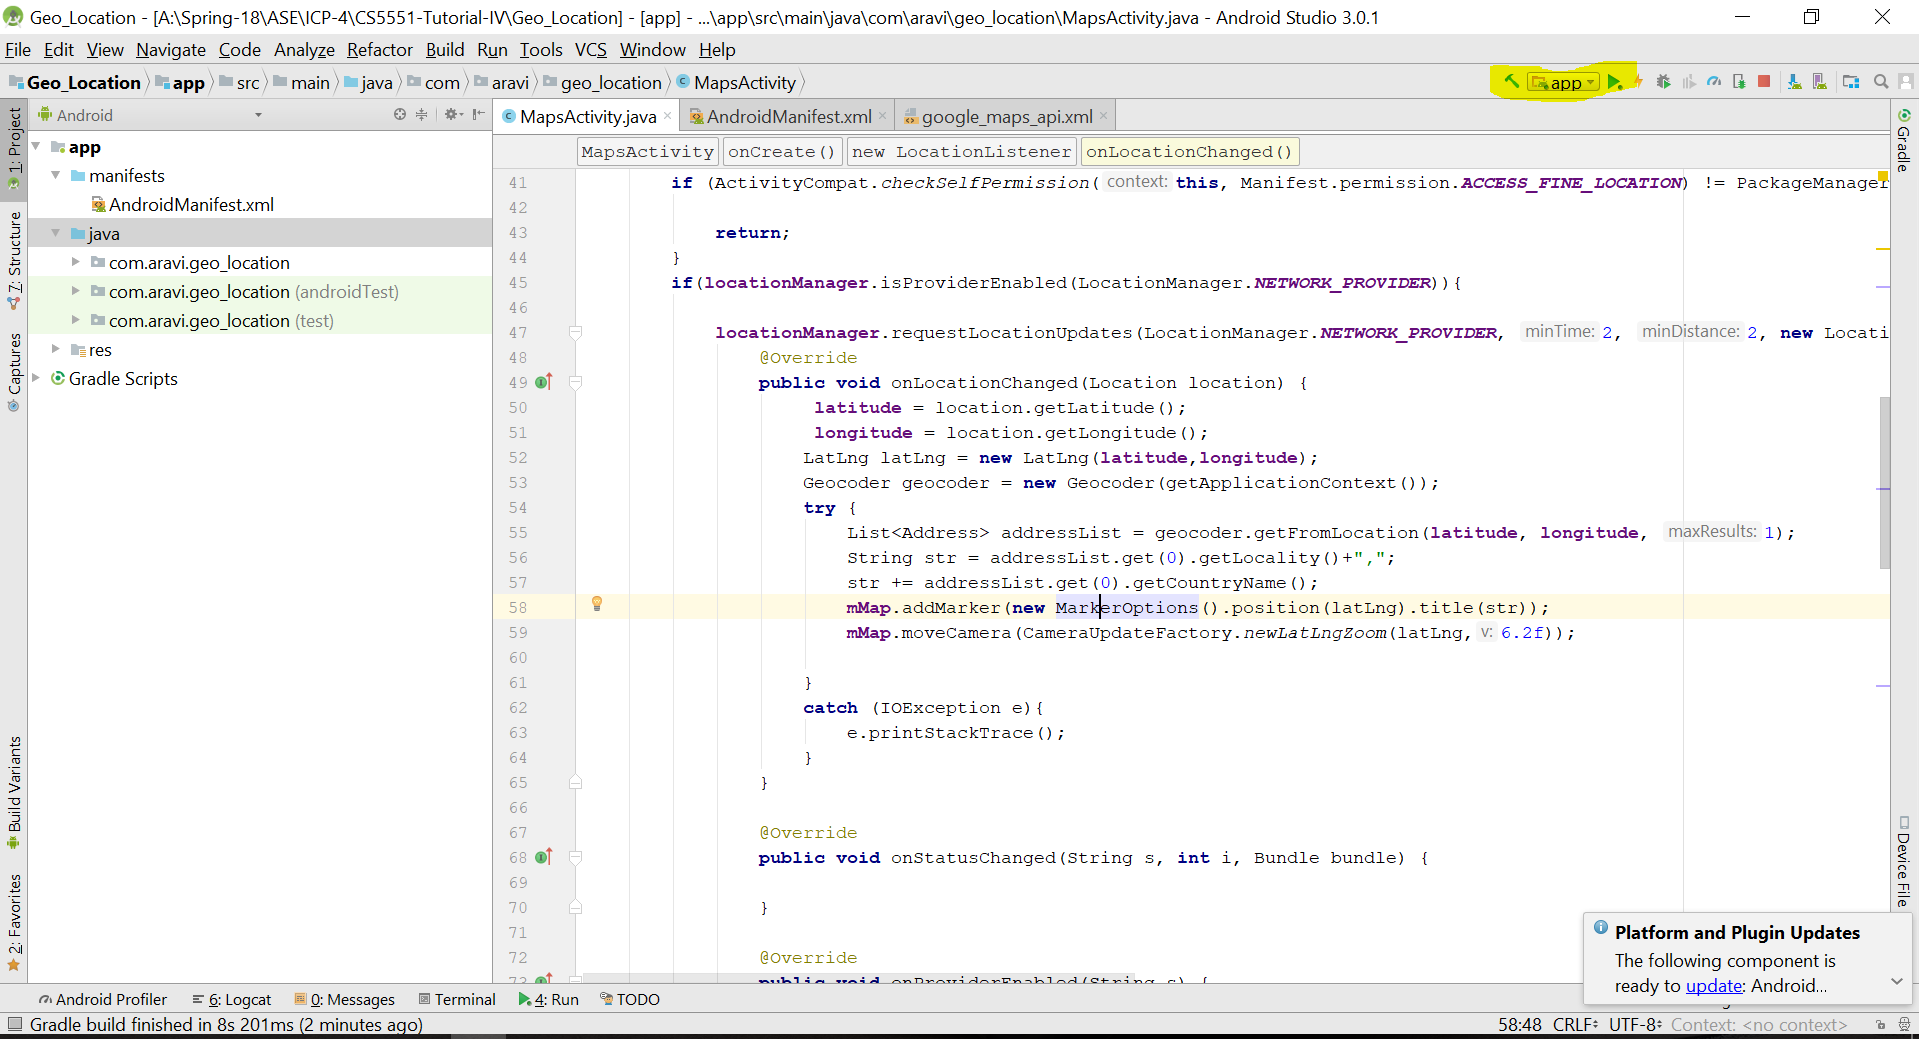 Geo_Location - [A:\Spring-18\ASE\ICP-4\CS5551-Tutorial-IV\Geo_Location] - [app] - ...\app\src\main\java\com\aravi\geo_location\MapsActivity.java - Android Studio 3.0.1
File Edit View Navigate Code Analyze Refactor Build Run Tools VCS Window Help
Geo_Location app src main java com aravi geo_location MapsActivity app
1: Project
7: Structure
Captures
Build Variants
2: Favorites
Android
app
manifests
AndroidManifest.xml
java
com.aravi.geo_location
com.aravi.geo_location (androidTest)
com.aravi.geo_location (test)
res
Gradle Scripts
MapsActivity.java AndroidManifest.xml google_maps_api.xml
MapsActivity onCreate() new LocationListener onLocationChanged()
41 if (ActivityCompat.checkSelfPermission( context: this, Manifest.permission.ACCESS_FINE_LOCATION) != PackageManager
42
43 return;
44 }
45 if(locationManager.isProviderEnabled(LocationManager.NETWORK_PROVIDER)){
46
47 locationManager.requestLocationUpdates(LocationManager.NETWORK_PROVIDER, minTime: 2, minDistance: 2, new Locati
48 @Override
49 public void onLocationChanged(Location location) {
50 latitude = location.getLatitude();
51 longitude = location.getLongitude();
52 LatLng latLng = new LatLng(latitude,longitude);
53 Geocoder geocoder = new Geocoder(getApplicationContext());
54 try {
55 List<Address> addressList = geocoder.getFromLocation(latitude, longitude, maxResults: 1);
56 String str = addressList.get(0).getLocality()+",";
57 str += addressList.get(0).getCountryName();
58 mMap.addMarker(new MarkerOptions().position(latLng).title(str));
59 mMap.moveCamera(CameraUpdateFactory.newLatLngZoom(latLng, v: 6.2f));
60
61 }
62 catch (IOException e){
63 e.printStackTrace();
64 }
65 }
66
67 @Override
68 public void onStatusChanged(String s, int i, Bundle bundle) {
69
70 }
71
72 @Override
73 public void onProviderEnabled(String s) {
Gradle
Device File
Platform and Plugin Updates
The following component is
ready to update: Android...
Android Profiler 6: Logcat 0: Messages Terminal 4: Run TODO
Gradle build finished in 8s 201ms (2 minutes ago) 58:48 CRLF UTF-8 Context: <no context>